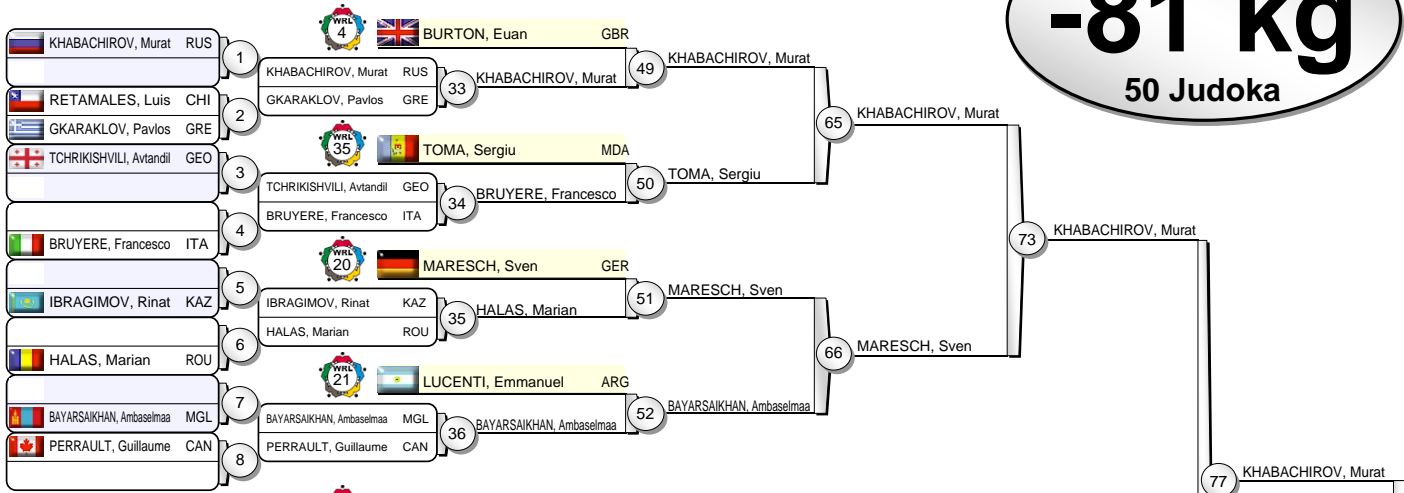 -81 kg
50 Judoka
KHABACHIROV, Murat RUS
1
RETAMALES, Luis CHI
GKARAKLOV, Pavlos GRE
2
TCHRIKISHVILI, Avtandil GEO
3
BRUYERE, Francesco ITA
4
IBRAGIMOV, Rinat KAZ
5
HALAS, Marian ROU
6
BAYARSAIKHAN, Ambaselmaa MGL
7
PERRAULT, Guillaume CAN
8
WRL
4
BURTON, Euan GBR
KHABACHIROV, Murat RUS
GKARAKLOV, Pavlos GRE
33
KHABACHIROV, Murat
49
WRL
35
TOMA, Sergiu MDA
TCHRIKISHVILI, Avtandil GEO
BRUYERE, Francesco ITA
34
BRUYERE, Francesco
50
WRL
20
MARESCH, Sven GER
IBRAGIMOV, Rinat KAZ
HALAS, Marian ROU
35
HALAS, Marian
51
WRL
21
LUCENTI, Emmanuel ARG
BAYARSAIKHAN, Ambaselmaa MGL
PERRAULT, Guillaume CAN
36
BAYARSAIKHAN, Ambaselmaa
52
KHABACHIROV, Murat
TOMA, Sergiu
65
MARESCH, Sven
BAYARSAIKHAN, Ambaselmaa
66
KHABACHIROV, Murat
MARESCH, Sven
73
KHABACHIROV, Murat
77
KHABACHIROV, Murat